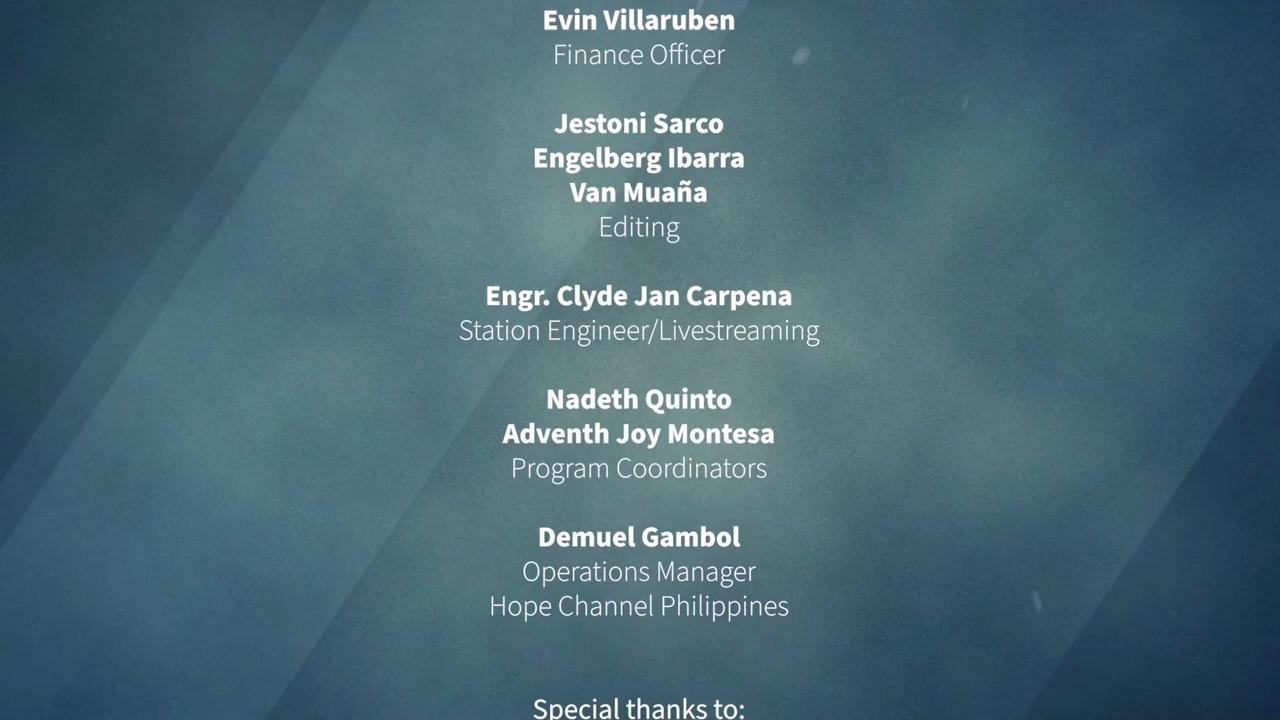 Evin Villaruben
Finance Officer
Jestoni Sarco
Engelberg Ibarra
Van Muaña
Editing
Engr. Clyde Jan Carpena
Station Engineer/Livestreaming
Nadeth Quinto
Adventh Joy Montesa
Program Coordinators
Demuel Gambol
Operations Manager
Hope Channel Philippines
Special thanks to: